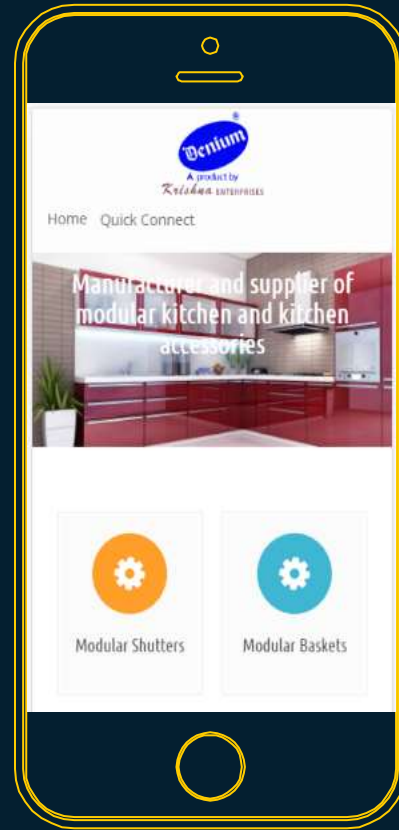 Denium
®
A product by
Krishna ENTERPRISES
Home Quick Connect
Manufacturer and supplier of
modular kitchen and kitchen
accessories
Modular Shutters
Modular Baskets